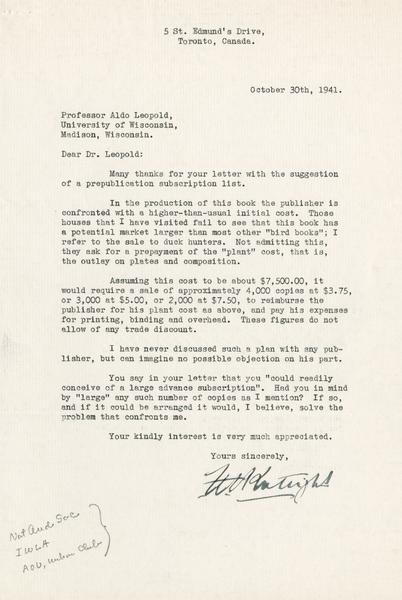 5 St. Edmund's Drive,
Toronto, Canada.
October 30th, 1941.
Professor Aldo Leopold,
University of Wisconsin,
Madison, Wisconsin.
Dear Dr. Leopold:
Many thanks for your letter with the suggestion
of a prepublication subscription list.
In the production of this book the publisher is
confronted with a higher-than-usual initial cost. Those
houses that I have visited fail to see that this book has
a potential market larger than most other "bird books"; I
refer to the sale to duck hunters. Not admitting this,
they ask for a prepayment of the "plant" cost, that is,
the outlay on plates and composition.
Assuming this cost to be about $7,500.00, it
would require a sale of approximately 4,000 copies at $3.75,
or 3,000 at $5.00, or 2,000 at $7.50, to reimburse the
publisher for his plant cost as above, and pay his expenses
for printing, binding and overhead. These figures do not
allow of any trade discount.
I have never discussed such a plan with any pub-
lisher, but can imagine no possible objection on his part.
You say in your letter that you "could readily
conceive of a large advance subscription". Had you in mind
by "large" any such number of copies as I mention? If so,
and if it could be arranged it would, I believe, solve the
problem that confronts me.
Your kindly interest is very much appreciated.
Yours sincerely,
Nat Aud Soc
IWLA
AOU, Clubs